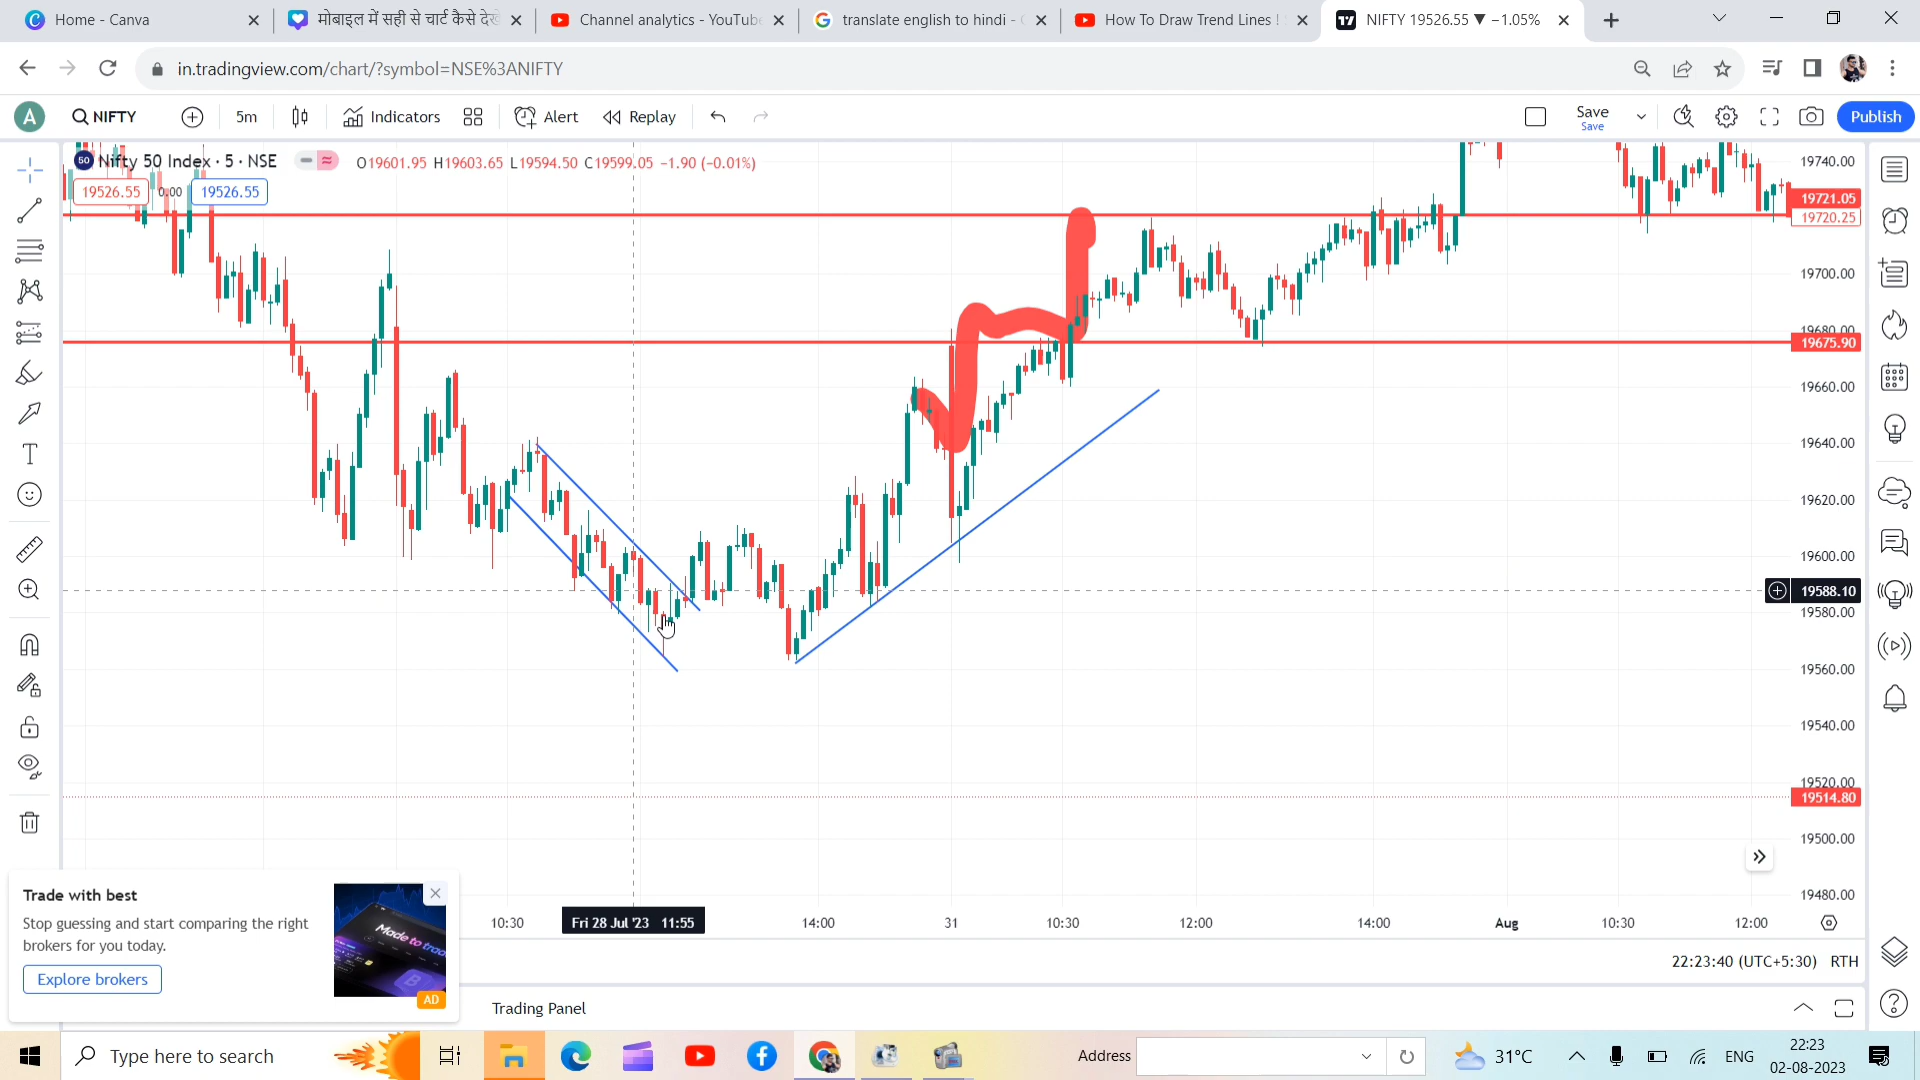 Home - Canva
मोबाइल में सही से चार्ट कैसे देखे
Channel analytics - YouTube
translate english to hindi -
How To Draw Trend Lines !
NIFTY 19526.55 ▼ −1.05%
in.tradingview.com/chart/?symbol=NSE%3ANIFTY
A
NIFTY
5m
Indicators
Alert
Replay
Save
Save
Publish
50 Nifty 50 Index · 5 · NSE
O19601.95 H19603.65 L19594.50 C19599.05 −1.90 (−0.01%)
19526.55 0.00 19526.55
19740.00
19721.05
19720.25
19700.00
19680.00
19675.90
19660.00
19640.00
19620.00
19600.00
19588.10
19580.00
19560.00
19540.00
19520.00
19514.80
19500.00
19480.00
10:30
Fri 28 Jul '23 11:55
14:00
31
10:30
12:00
14:00
Aug
10:30
12:00
Trade with best
Stop guessing and start comparing the right
brokers for you today.
Explore brokers
Made to trade
AD
22:23:40 (UTC+5:30) RTH
Trading Panel
Type here to search
Address
31°C
ENG
22:23
02-08-2023